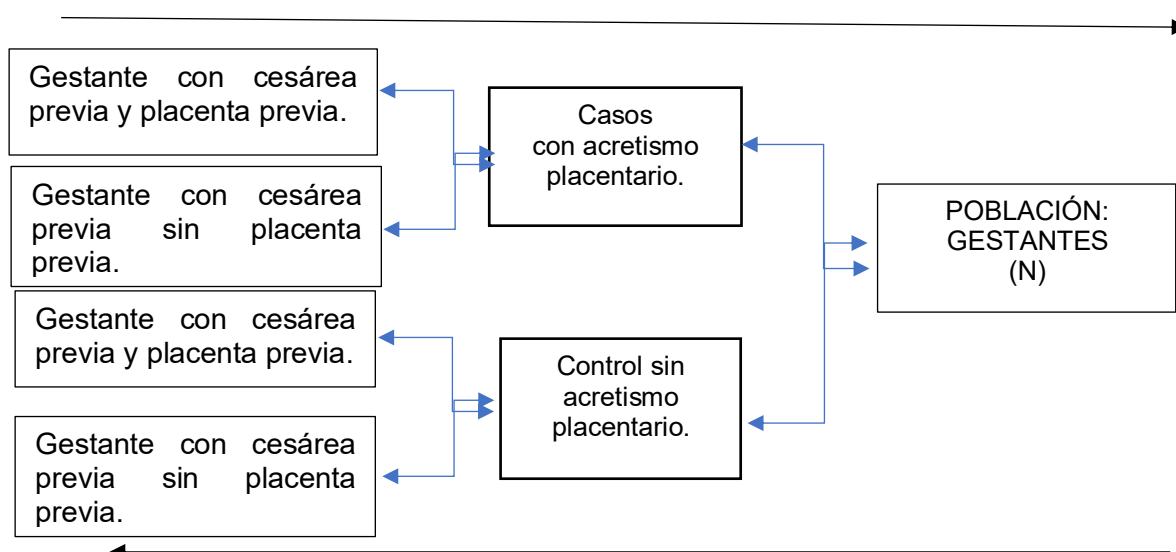 Gestante con cesárea
previa y placenta previa.
Gestante con cesárea
previa sin placenta
previa.
Gestante con cesárea
previa y placenta previa.
Gestante con cesárea
previa sin placenta
previa.
Casos
con acretismo
placentario.
Control sin
acretismo
placentario.
POBLACIÓN:
GESTANTES
(N)